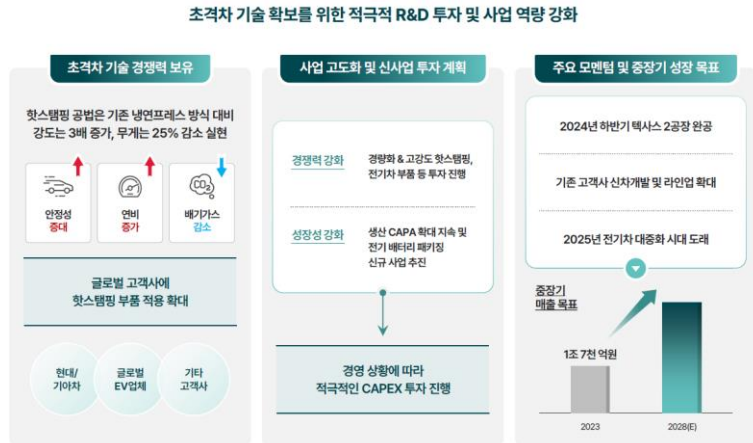 초격차 기술 확보를 위한 적극적 R&D 투자 및 사업 역량 강화
초격차 기술 경쟁력 보유
핫스탬핑 공법은 기존 냉연프레스 방식 대비
강도는 3배 증가, 무게는 25% 감소 실현
안정성
증대
연비
증가
CO2
배기가스
감소
글로벌 고객사에
핫스탬핑 부품 적용 확대
현대/
기아차
글로벌
EV업체
기타
고객사
사업 고도화 및 신사업 투자 계획
경쟁력 강화
경량화 & 고강도 핫스탬핑,
전기차 부품 등 투자 진행
성장성 강화
생산 CAPA 확대 지속 및
전기 배터리 패키징
신규 사업 추진
경영 상황에 따라
적극적인 CAPEX 투자 진행
주요 모멘텀 및 중장기 성장 목표
2024년 하반기 텍사스 2공장 완공
기존 고객사 신차개발 및 라인업 확대
2025년 전기차 대중화 시대 도래
중장기
매출 목표
1조 7천 억원
2023
2028(E)